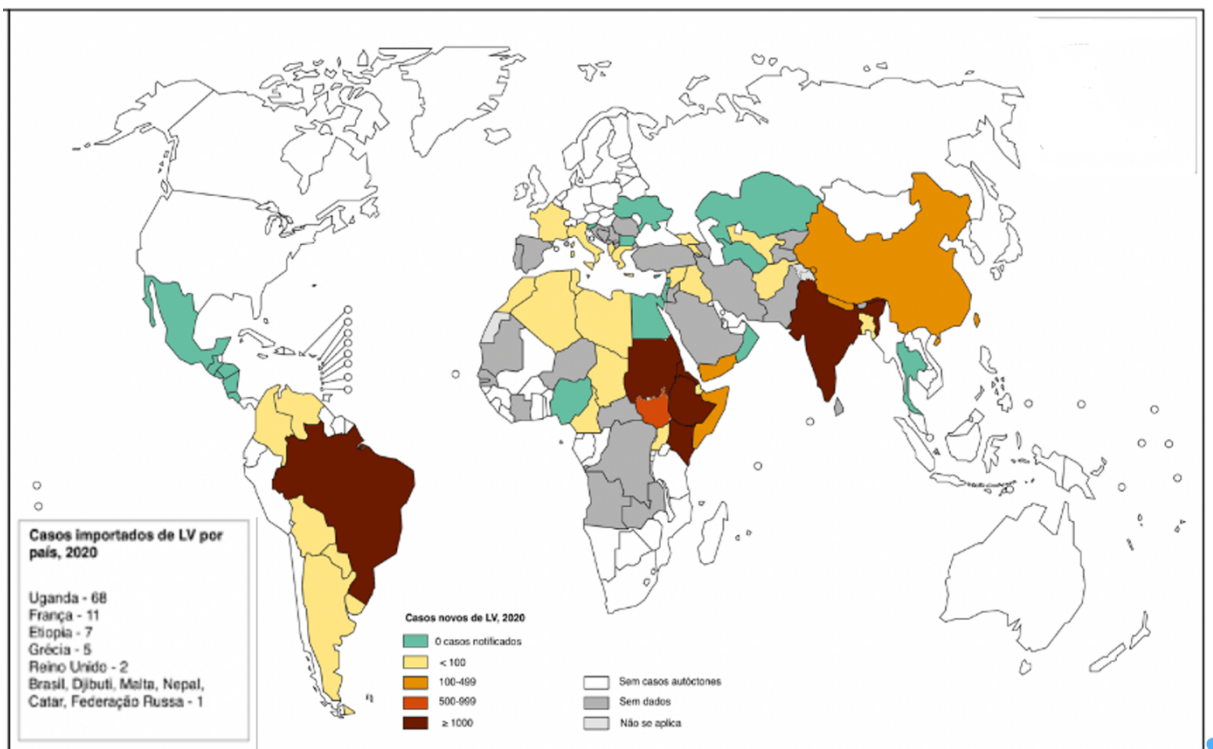 Casos importados de LV por
país, 2020
Uganda - 68
França - 11
Etiopia - 7
Grécia - 5
Reino Unido - 2
Brasil, Djibuti, Malta, Nepal,
Catar, Federação Russa - 1
Casos novos de LV, 2020
0 casos notificados
< 100
100-499
500-999
≥ 1000
Sem casos autóctones
Sem dados
Não se aplica